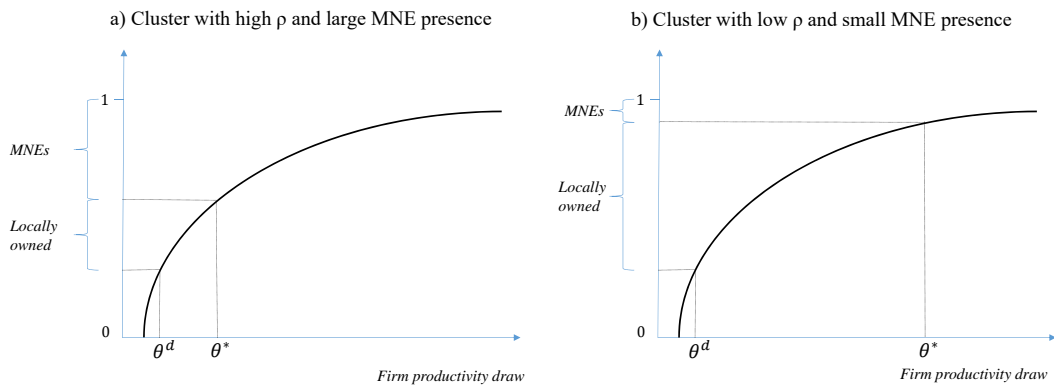 a) Cluster with high ρ and large MNE presence
1
MNEs
Locally
owned
0
θ^d
θ*
Firm productivity draw
b) Cluster with low ρ and small MNE presence
1
MNEs
Locally
owned
0
θ^d
θ*
Firm productivity draw